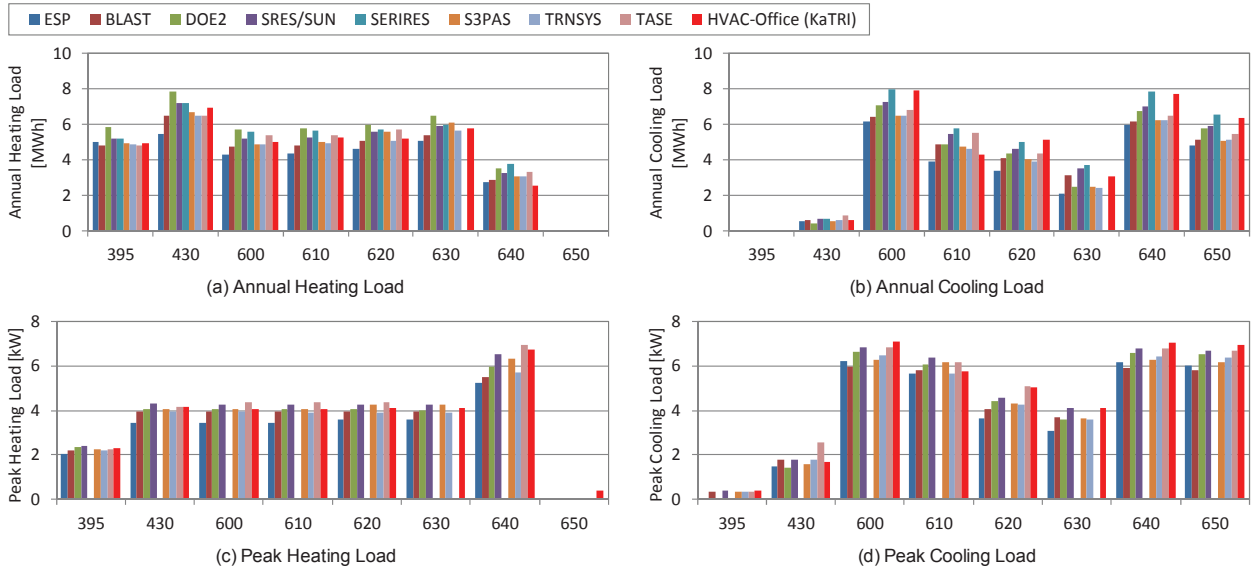 ESP BLAST DOE2 SRES/SUN SERIRES S3PAS TRNSYS TASE HVAC-Office (KaTRI)
Annual Heating Load
[MWh]
10
8
6
4
2
0
395 430 600 610 620 630 640 650
(a) Annual Heating Load
Annual Cooling Load
[MWh]
10
8
6
4
2
0
395 430 600 610 620 630 640 650
(b) Annual Cooling Load
Peak Heating Load [kW]
8
6
4
2
0
395 430 600 610 620 630 640 650
(c) Peak Heating Load
Peak Cooling Load [kW]
8
6
4
2
0
395 430 600 610 620 630 640 650
(d) Peak Cooling Load